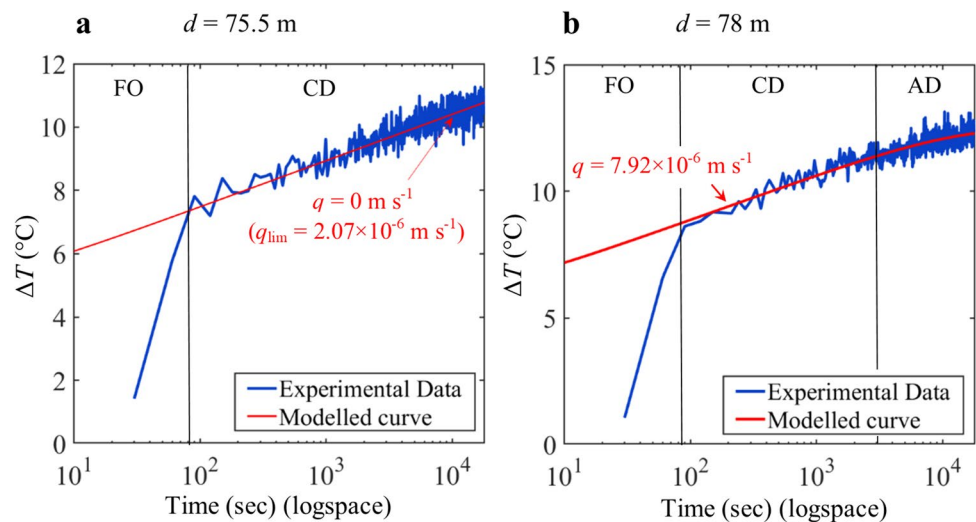 a
d = 75.5 m
FO
CD
12
10
8
6
4
2
0
ΔT (°C)
q = 0 m s⁻¹
(q_lim = 2.07×10⁻⁶ m s⁻¹)
Experimental Data
Modelled curve
10¹
10²
10³
10⁴
Time (sec) (logspace)
b
d = 78 m
FO
CD
AD
15
10
5
0
ΔT (°C)
q = 7.92×10⁻⁶ m s⁻¹
Experimental Data
Modelled curve
10¹
10²
10³
10⁴
Time (sec) (logspace)